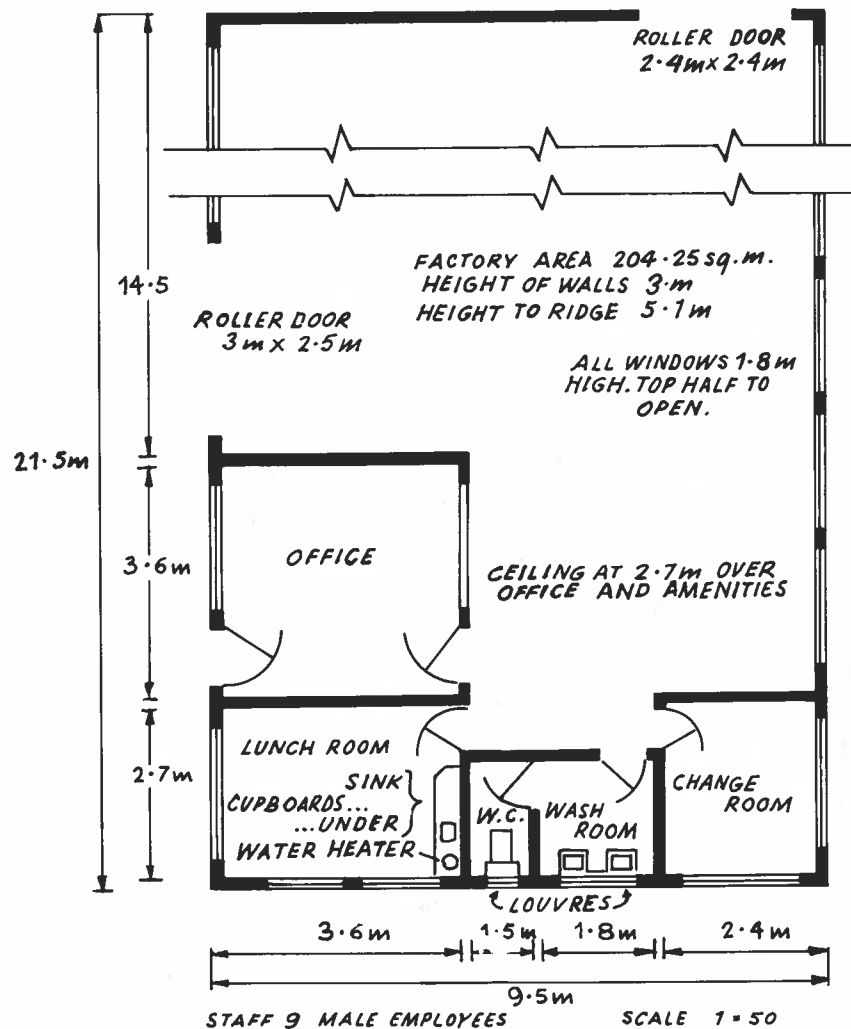 ROLLER DOOR
2·4m x 2·4m
FACTORY AREA 204·25 sq.m.
HEIGHT OF WALLS 3·m
HEIGHT TO RIDGE 5·1m
14·5
ROLLER DOOR
3m x 2·5m
ALL WINDOWS 1·8m
HIGH. TOP HALF TO
OPEN.
21·5m
3·6m
OFFICE
CEILING AT 2·7m OVER
OFFICE AND AMENITIES
2·7m
LUNCH ROOM
SINK
CUPBOARDS...
...UNDER
WATER HEATER
W.C.
WASH
ROOM
CHANGE
ROOM
LOUVRES
3·6m
1·5m
1·8m
2·4m
9·5m
STAFF 9 MALE EMPLOYEES
SCALE 1=50